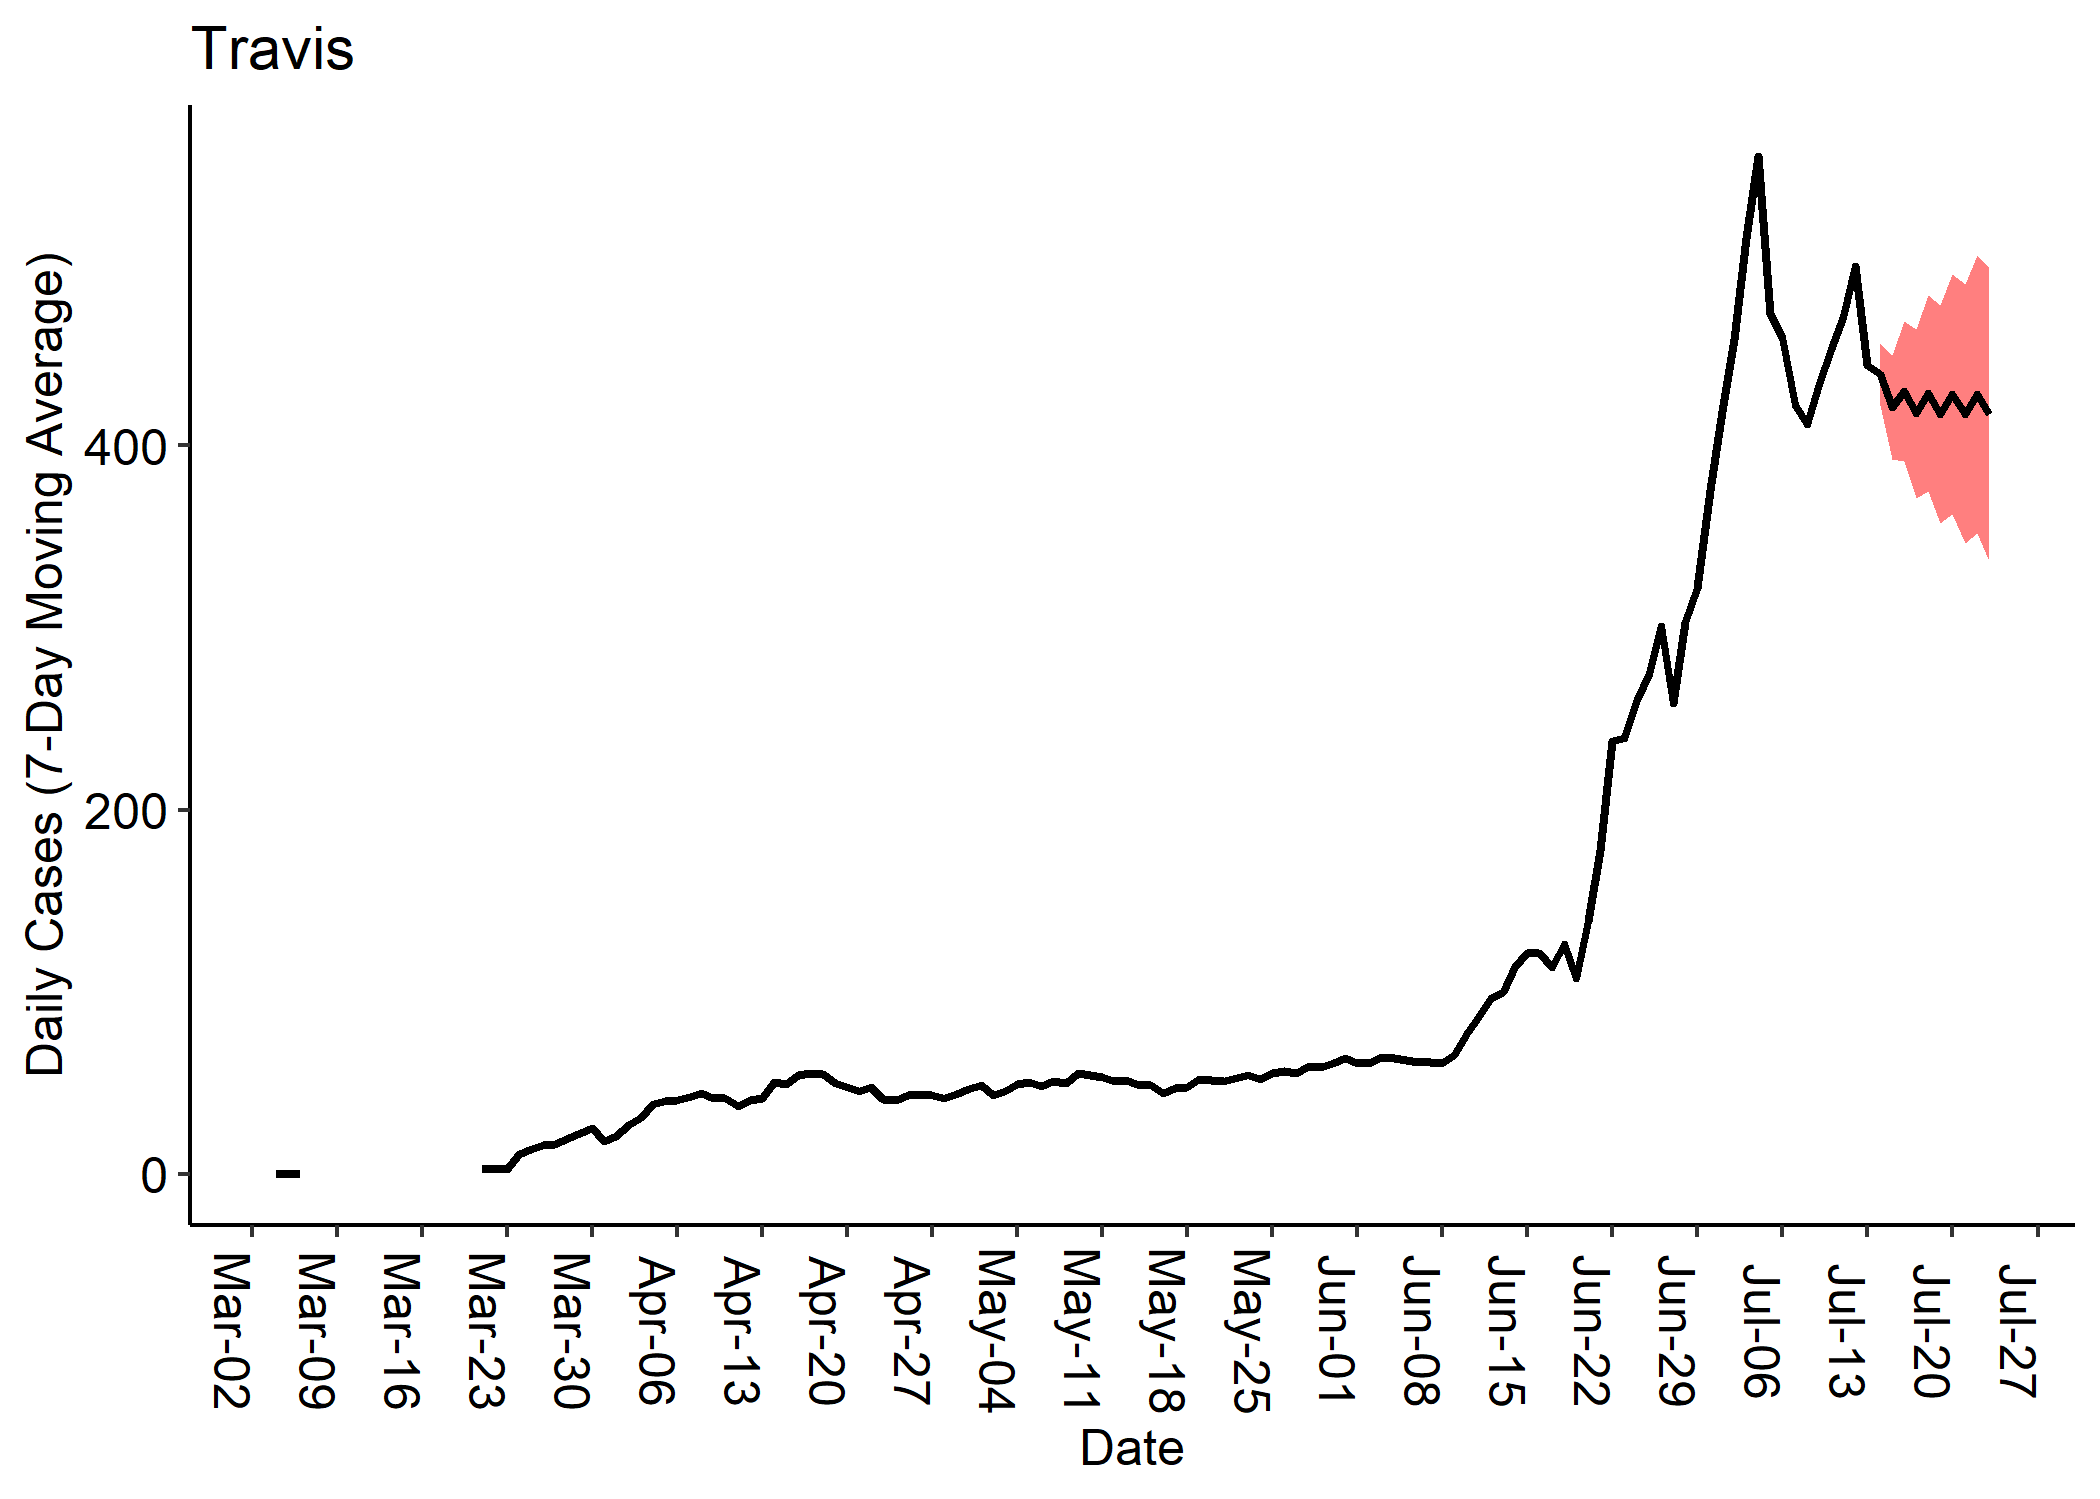 Travis
Daily Cases (7-Day Moving Average)
400
200
0
Mar-02
Mar-09
Mar-16
Mar-23
Mar-30
Apr-06
Apr-13
Apr-20
Apr-27
May-04
May-11
May-18
May-25
Jun-01
Jun-08
Jun-15
Jun-22
Jun-29
Jul-06
Jul-13
Jul-20
Jul-27
Date